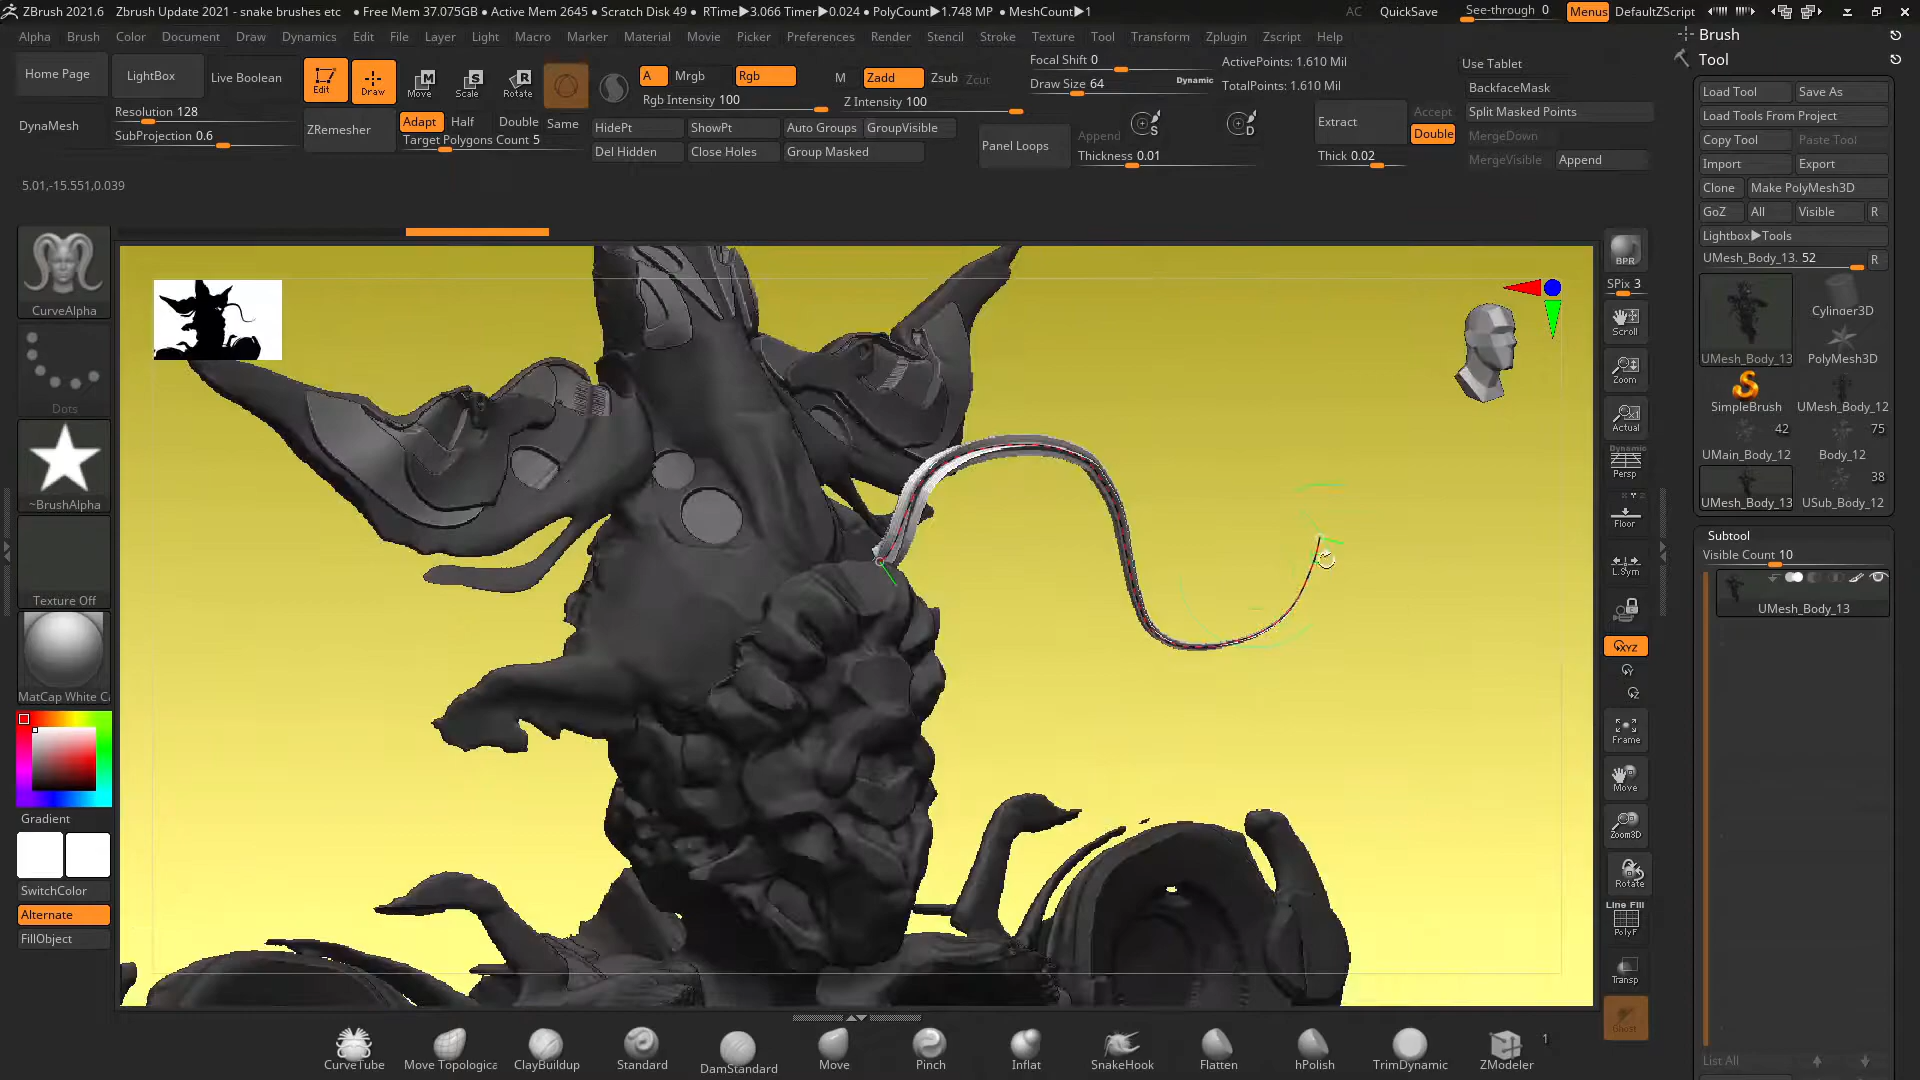 ZBrush 2021.6 Zbrush Update 2021 - snake brushes etc ● Free Mem 37.075GB ● Active Mem 2645 ● Scratch Disk 49 ● RTime▶3.066 Timer▶0.024 ● PolyCount▶1.748 MP ● MeshCount▶1 AC QuickSave See-through 0 Menus DefaultZScript
Alpha Brush Color Document Draw Dynamics Edit File Layer Light Macro Marker Material Movie Picker Preferences Render Stencil Stroke Texture Tool Transform Zplugin Zscript Help
Brush
Tool
Home Page LightBox Live Boolean Edit Draw Move Scale Rotate A Mrgb Rgb M Zadd Zsub Zcut
Rgb Intensity 100 Z Intensity 100
Focal Shift 0
Draw Size 64 Dynamic
ActivePoints: 1.610 Mil
TotalPoints: 1.610 Mil
Use Tablet
BackfaceMask
DynaMesh Resolution 128
SubProjection 0.6
ZRemesher Adapt Half Double Same
Target Polygons Count 5
HidePt ShowPt Auto Groups GroupVisible
Del Hidden Close Holes Group Masked
Panel Loops Append S D
Thickness 0.01
Extract Accept
Double
Thick 0.02
Split Masked Points
MergeDown
MergeVisible Append
5.01,-15.551,0.039
CurveAlpha
Dots
~BrushAlpha
Texture Off
MatCap White C
Gradient
SwitchColor
Alternate
FillObject
BPR
SPix 3
Scroll
Zoom
Actual
Dynamic
Persp
Floor
L.Sym
XYZ
Y
Z
Frame
Move
Zoom3D
Rotate
Line Fill
PolyF
Transp
Ghost
Load Tool Save As
Load Tools From Project
Copy Tool Paste Tool
Import Export
Clone Make PolyMesh3D
GoZ All Visible R
Lightbox▶Tools
UMesh_Body_13. 52 R
Cylinder3D
UMesh_Body_13 PolyMesh3D
SimpleBrush UMesh_Body_12
42 75
UMain_Body_12 Body_12
38
UMesh_Body_13 USub_Body_12
Subtool
Visible Count 10
UMesh_Body_13
List All
CurveTube Move Topologica ClayBuildup Standard DamStandard Move Pinch Inflat SnakeHook Flatten hPolish TrimDynamic ZModeler 1